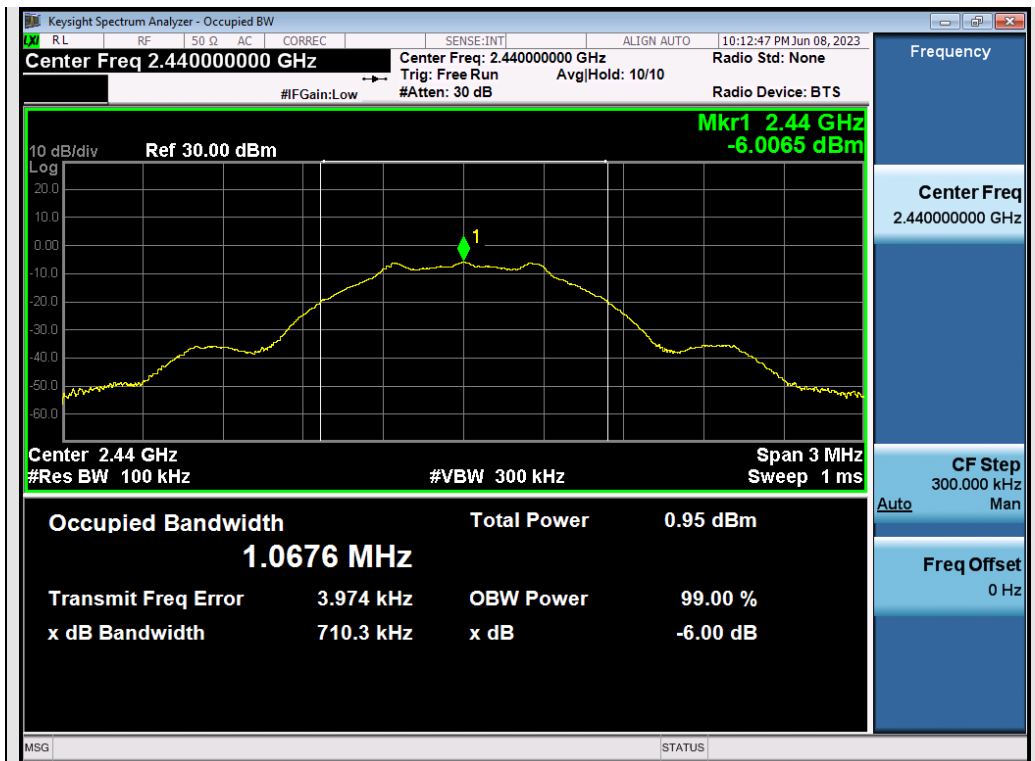 Keysight Spectrum Analyzer - Occupied BW
LXI RL RF 50 Ω AC CORREC SENSE:INT ALIGN AUTO 10:12:47 PM Jun 08, 2023
Center Freq 2.440000000 GHz
Center Freq: 2.440000000 GHz
Radio Std: None
Trig: Free Run Avg|Hold: 10/10
#IFGain:Low #Atten: 30 dB Radio Device: BTS
Frequency
Mkr1 2.44 GHz
-6.0065 dBm
10 dB/div Ref 30.00 dBm
Log
20.0
10.0
0.00
-10.0
-20.0
-30.0
-40.0
-50.0
-60.0
1
Center 2.44 GHz Span 3 MHz
#Res BW 100 kHz #VBW 300 kHz Sweep 1 ms
Center Freq
2.440000000 GHz
CF Step
300.000 kHz
Auto Man
Freq Offset
0 Hz
Occupied Bandwidth Total Power 0.95 dBm
1.0676 MHz
Transmit Freq Error 3.974 kHz OBW Power 99.00 %
x dB Bandwidth 710.3 kHz x dB -6.00 dB
MSG STATUS